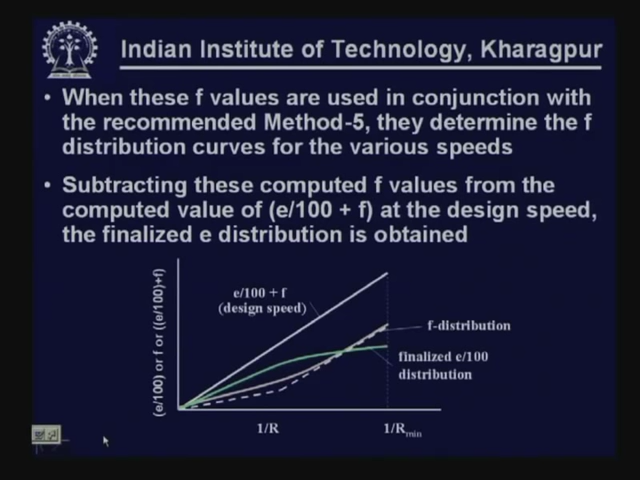 Indian Institute of Technology, Kharagpur
• When these f values are used in conjunction with
the recommended Method-5, they determine the f
distribution curves for the various speeds
• Subtracting these computed f values from the
computed value of (e/100 + f) at the design speed,
the finalized e distribution is obtained
(e/100) or f or ((e/100)+f)
e/100 + f
(design speed)
f-distribution
finalized e/100
distribution
1/R
1/Rmin